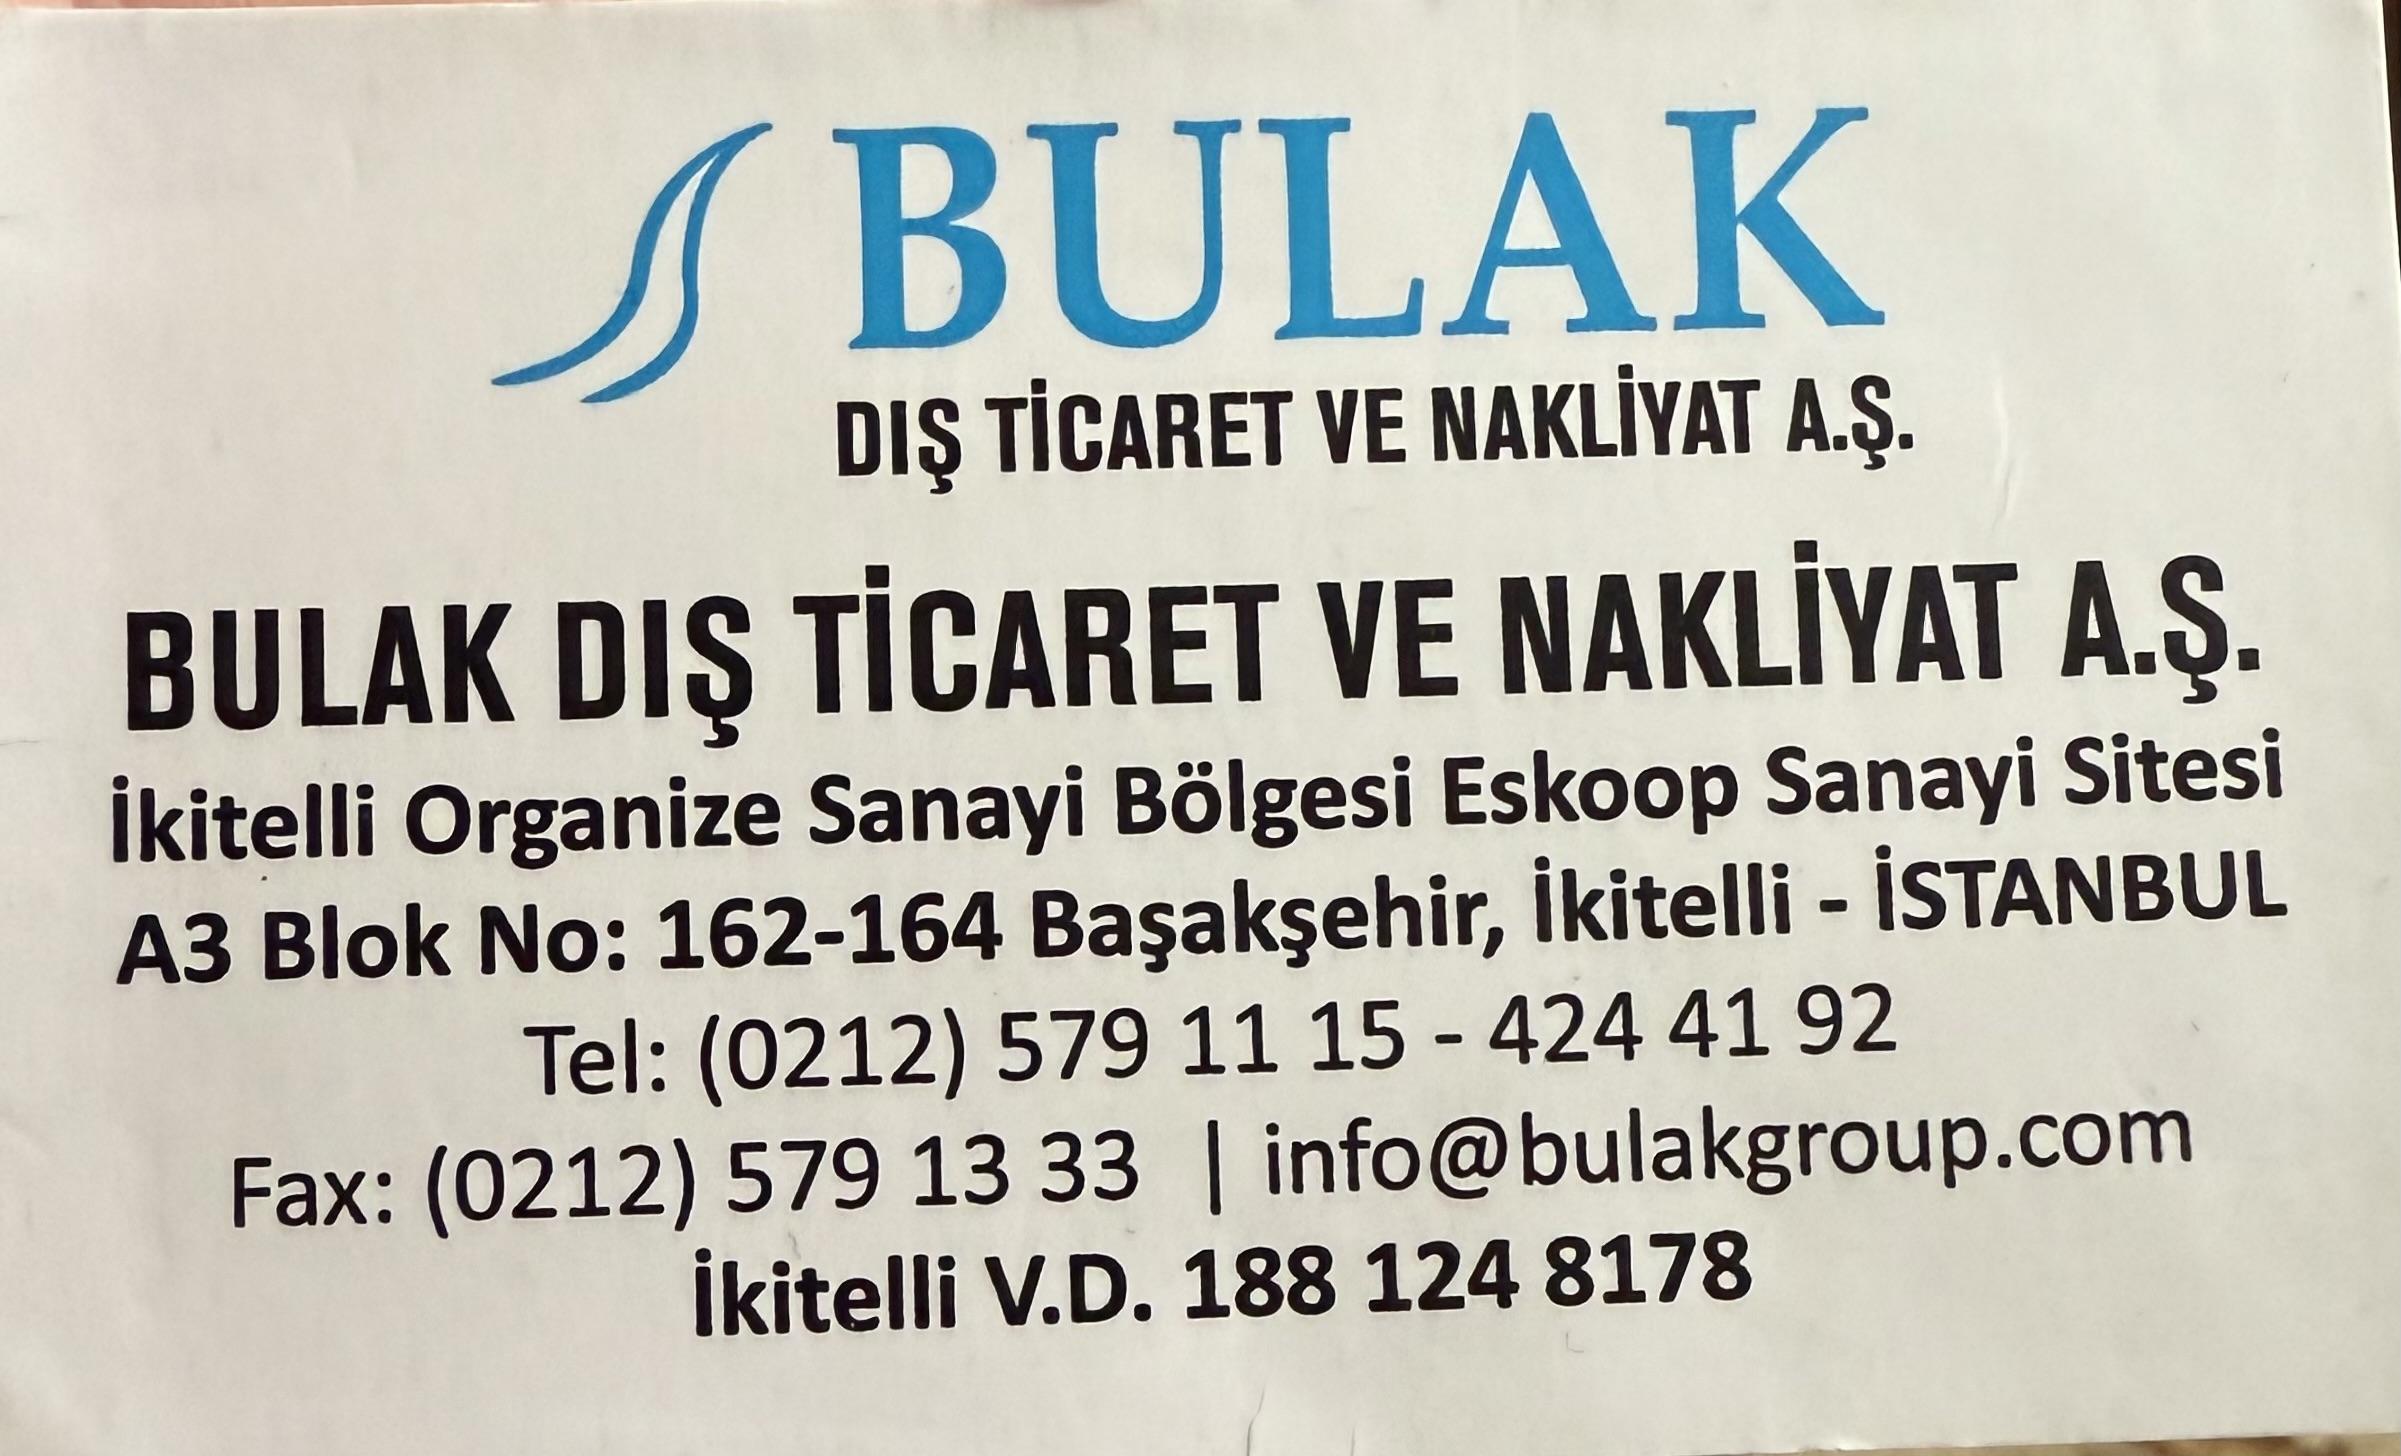 BULAK
DIŞ TİCARET VE NAKLİYAT A.Ş.
BULAK DIŞ TİCARET VE NAKLİYAT A.Ş.
İkitelli Organize Sanayi Bölgesi Eskoop Sanayi Sitesi
A3 Blok No: 162-164 Başakşehir, İkitelli - İSTANBUL
Tel: (0212) 579 11 15 - 424 41 92
Fax: (0212) 579 13 33 | info@bulakgroup.com
İkitelli V.D. 188 124 8178